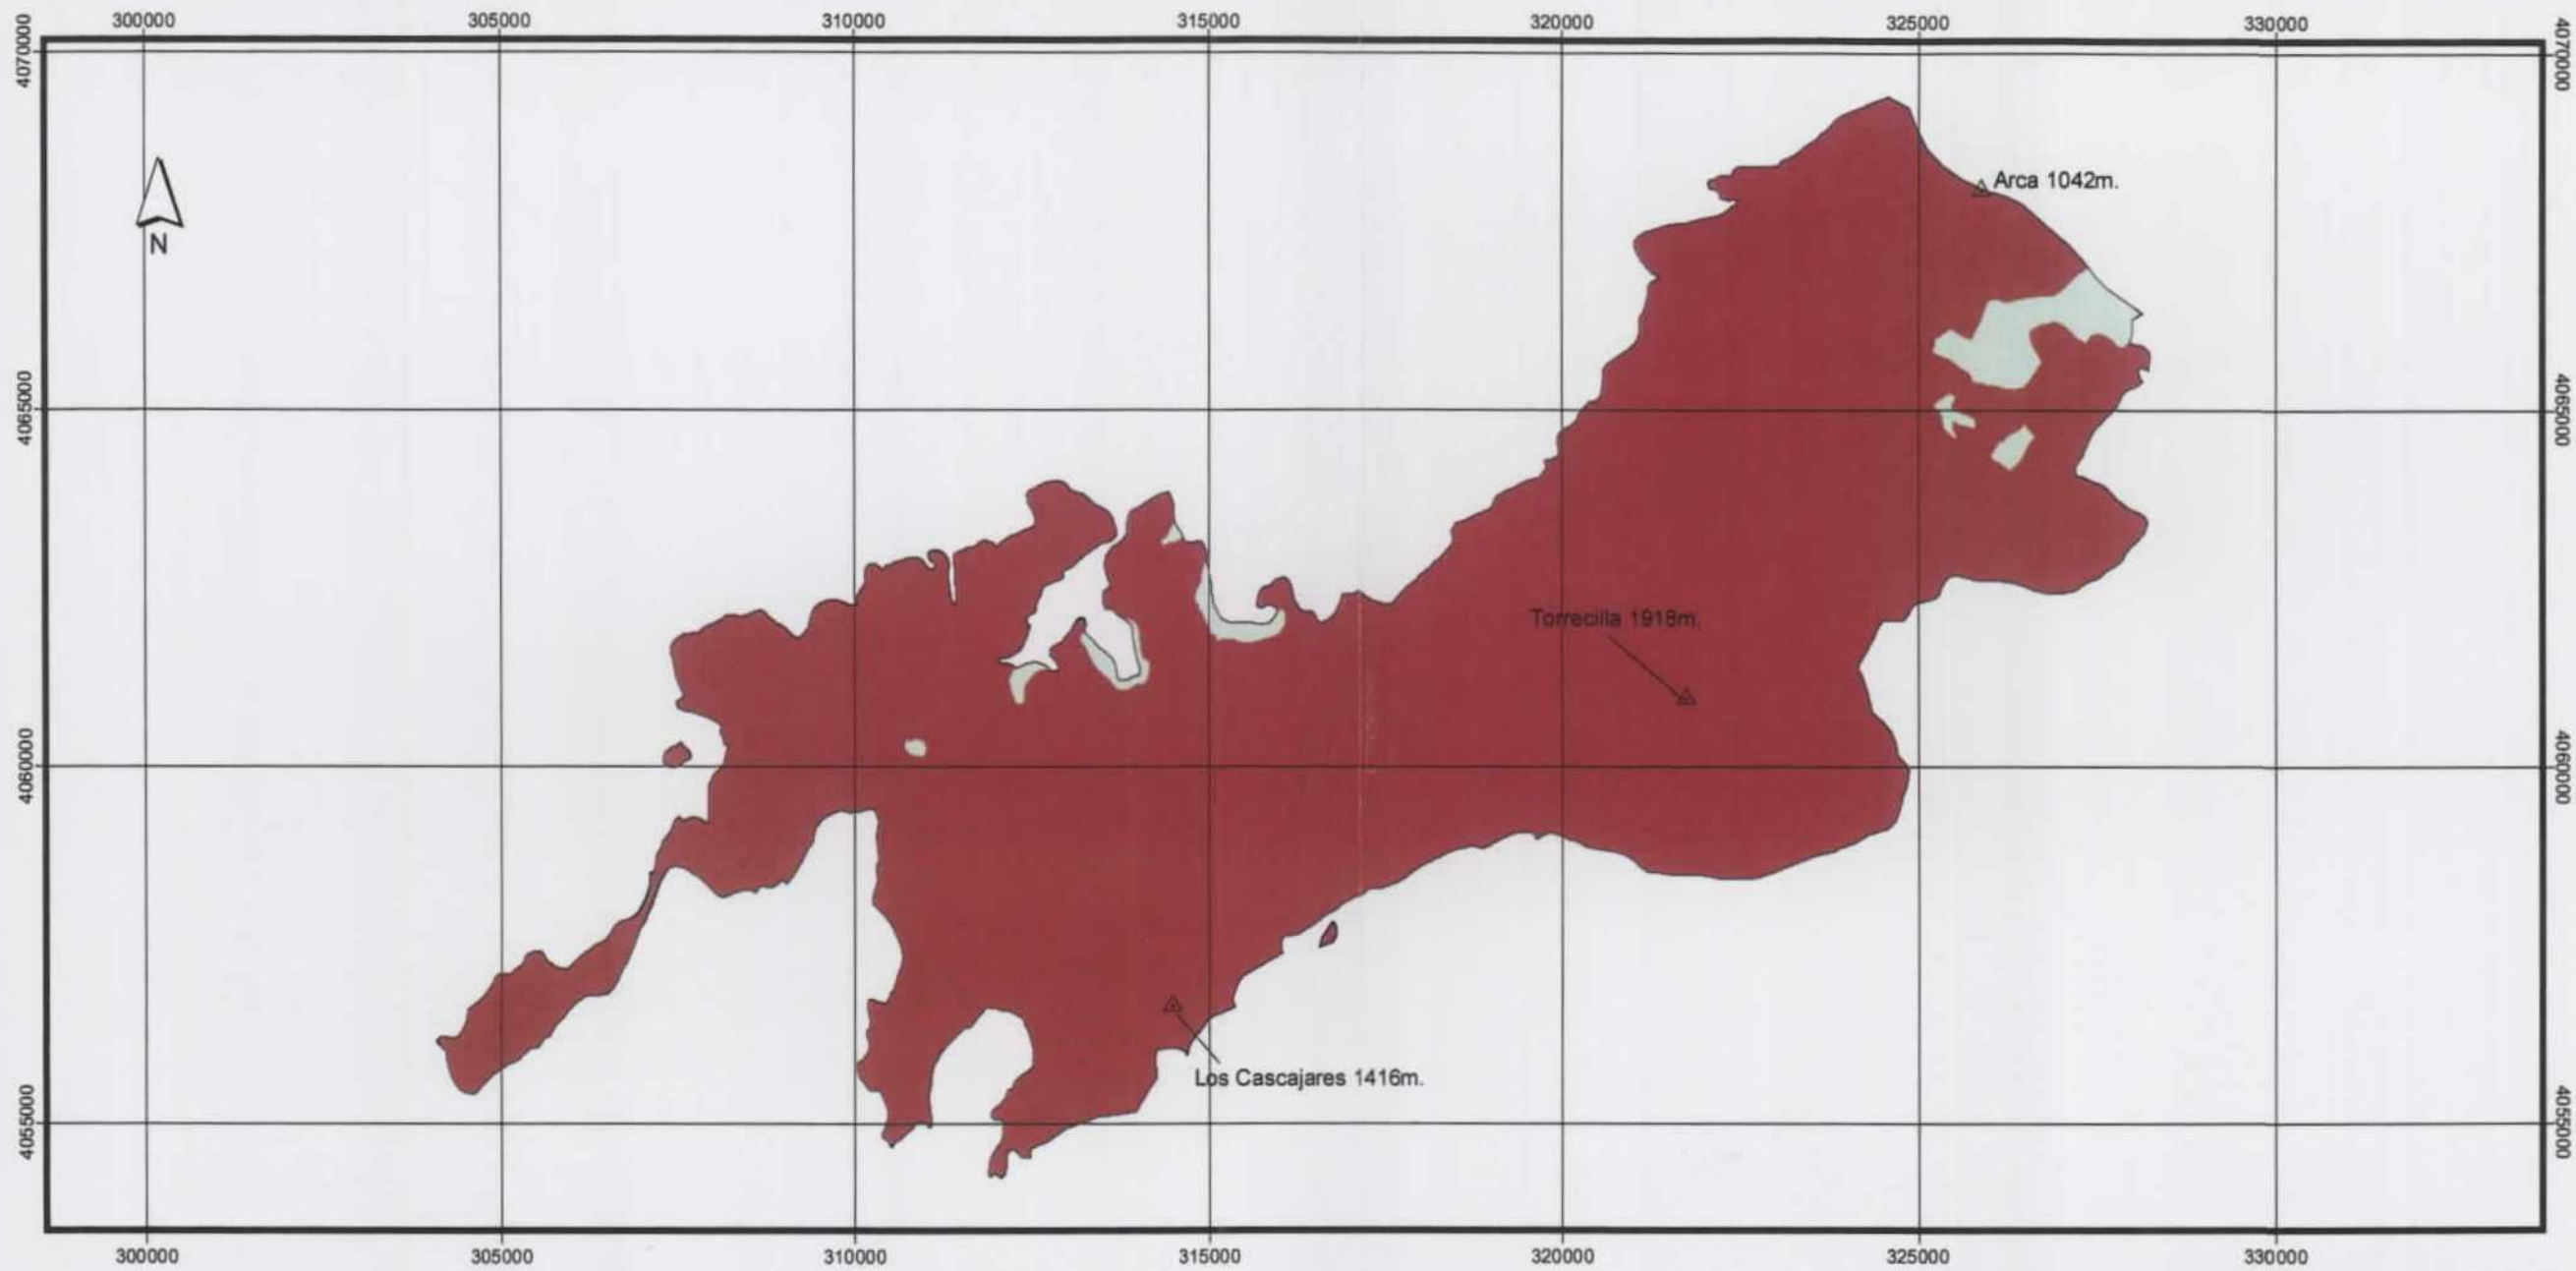 300000 305000 310000 315000 320000 325000 330000
4070000 4070000
Arca 1042m.
N
4065000 4065000
Torrecilla 1918m.
4060000 4060000
Los Cascajares 1416m.
4055000 4055000
300000 305000 310000 315000 320000 325000 330000